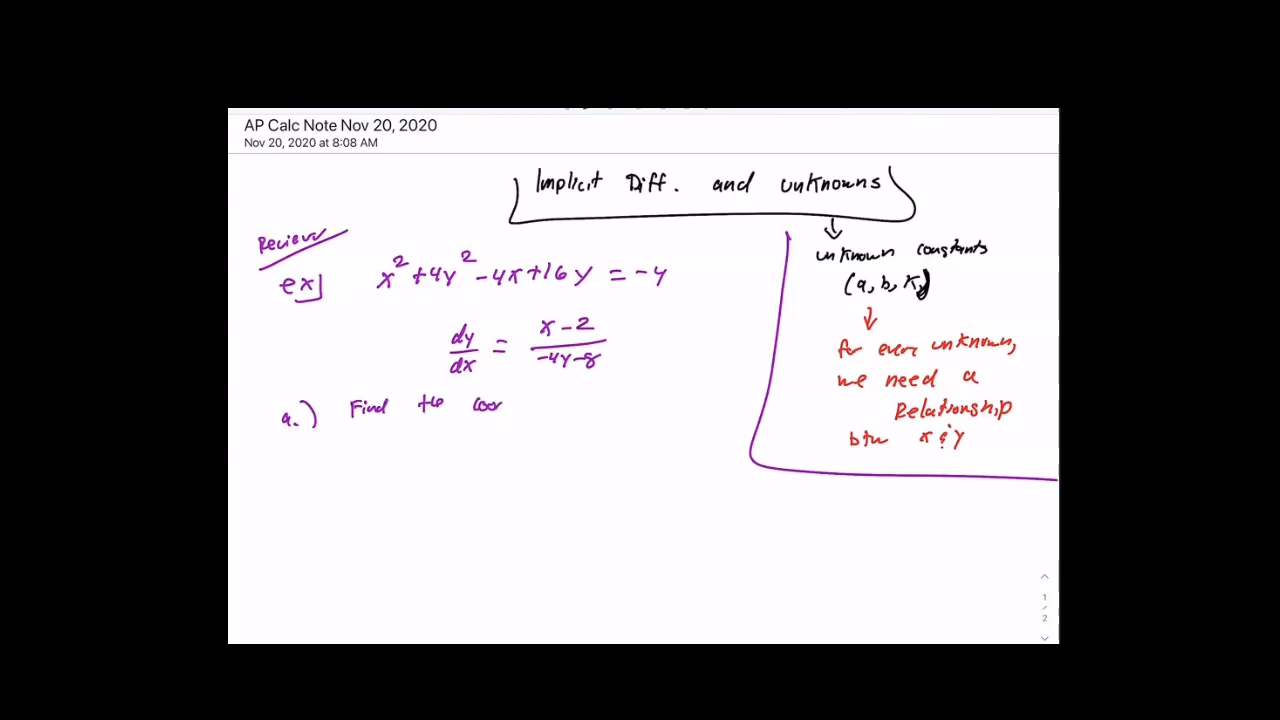 AP Calc Note Nov 20, 2020
Nov 20, 2020 at 8:08 AM
Implicit Diff. and unknowns
Review
ex] x² + 4y² - 4x + 16y = -4
dy/dx = (x - 2)/(-4y - 8)
a.) Find the coor
unknown constants
(a, b, k)
for every unknown,
we need a
Relationship
btw x & y
1
/
2